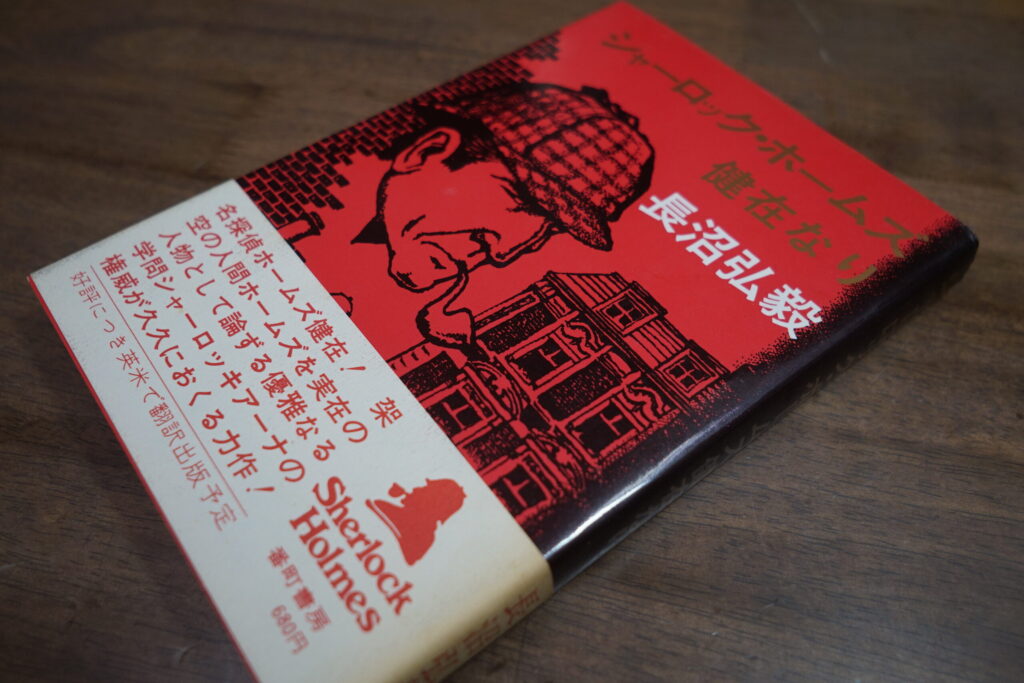 シャーロック・ホームズ
健在なり
長沼弘毅
名探偵ホームズ健在！　架
空の人間ホームズを実在の
人物として論ずる優雅なる
学問シャーロッキアーナの
権威が久久におくる力作！
好評につき英米で翻訳出版予定
Sherlock
Holmes
番町書房
680円